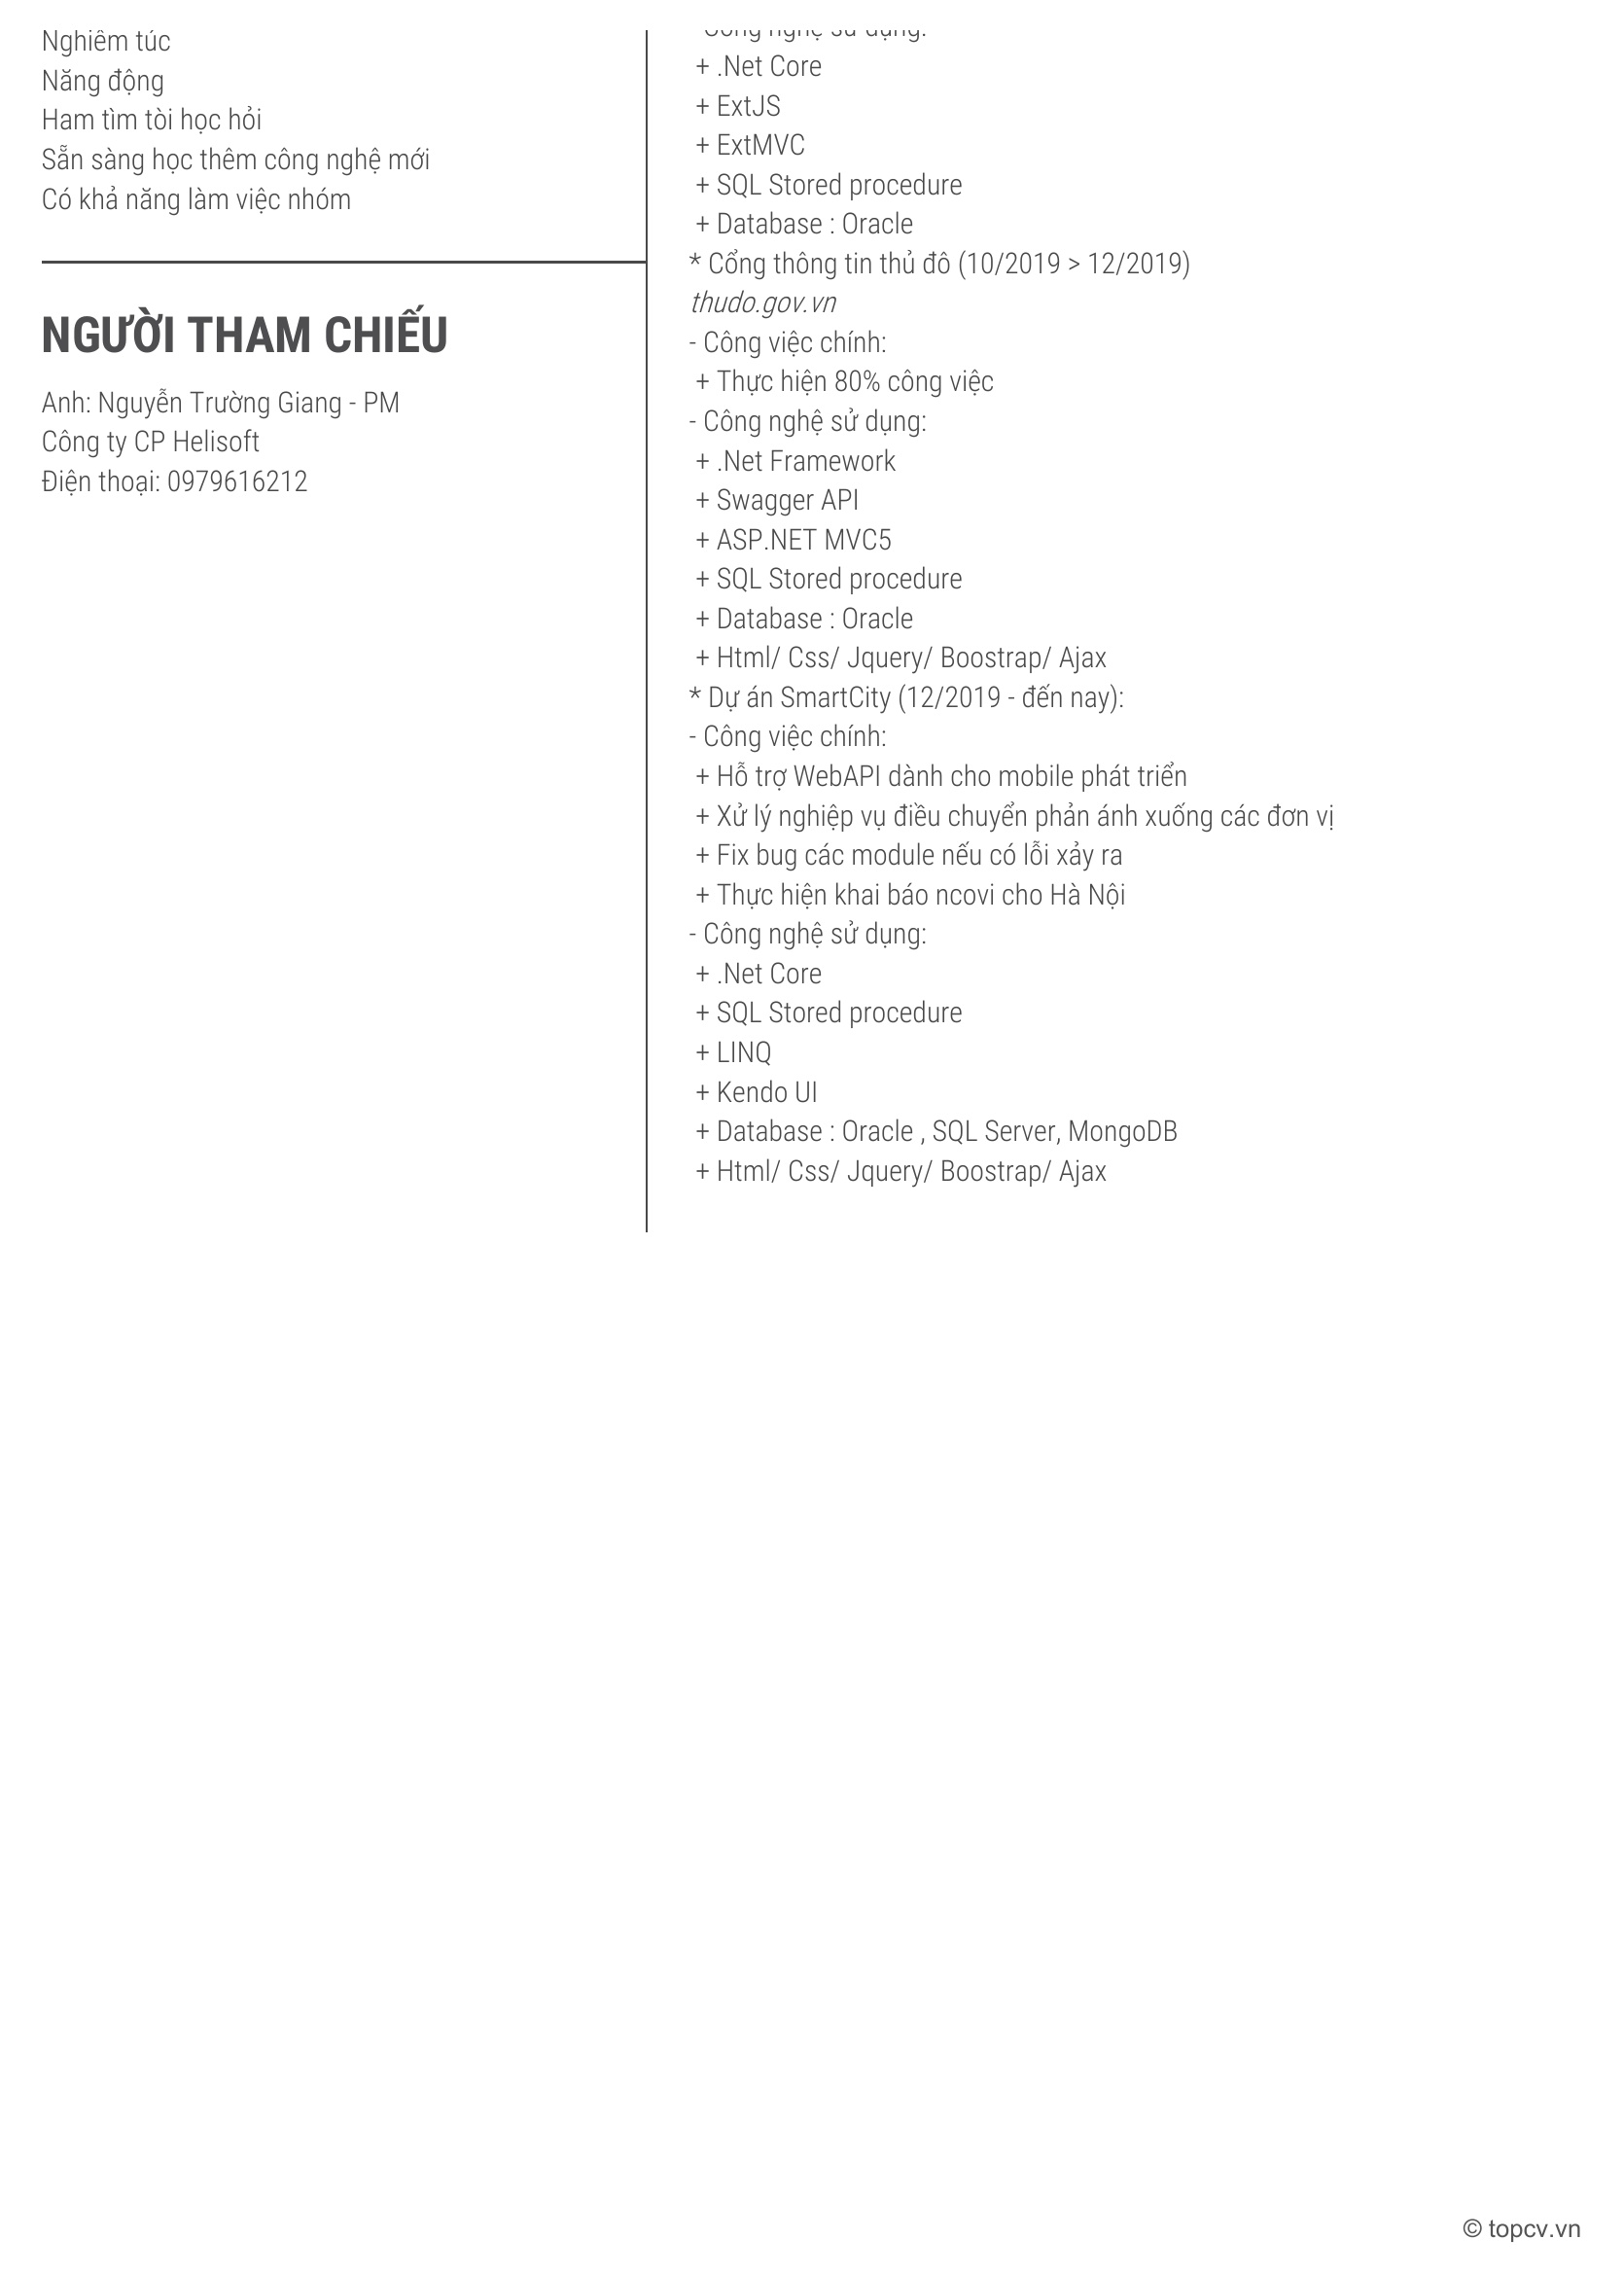 Nghiêm túc
Năng động
Ham tìm tòi học hỏi
Sẵn sàng học thêm công nghệ mới
Có khả năng làm việc nhóm
NGƯỜI THAM CHIẾU
Anh: Nguyễn Trường Giang - PM
Công ty CP Helisoft
Điện thoại: 0979616212
Công nghệ sử dụng:
+ .Net Core
+ ExtJS
+ ExtMVC
+ SQL Stored procedure
+ Database : Oracle
* Cổng thông tin thủ đô (10/2019 > 12/2019)
thudo.gov.vn
- Công việc chính:
+ Thực hiện 80% công việc
- Công nghệ sử dụng:
+ .Net Framework
+ Swagger API
+ ASP.NET MVC5
+ SQL Stored procedure
+ Database : Oracle
+ Html/ Css/ Jquery/ Boostrap/ Ajax
* Dự án SmartCity (12/2019 - đến nay):
- Công việc chính:
+ Hỗ trợ WebAPI dành cho mobile phát triển
+ Xử lý nghiệp vụ điều chuyển phản ánh xuống các đơn vị
+ Fix bug các module nếu có lỗi xảy ra
+ Thực hiện khai báo ncovi cho Hà Nội
- Công nghệ sử dụng:
+ .Net Core
+ SQL Stored procedure
+ LINQ
+ Kendo UI
+ Database : Oracle , SQL Server, MongoDB
+ Html/ Css/ Jquery/ Boostrap/ Ajax
© topcv.vn